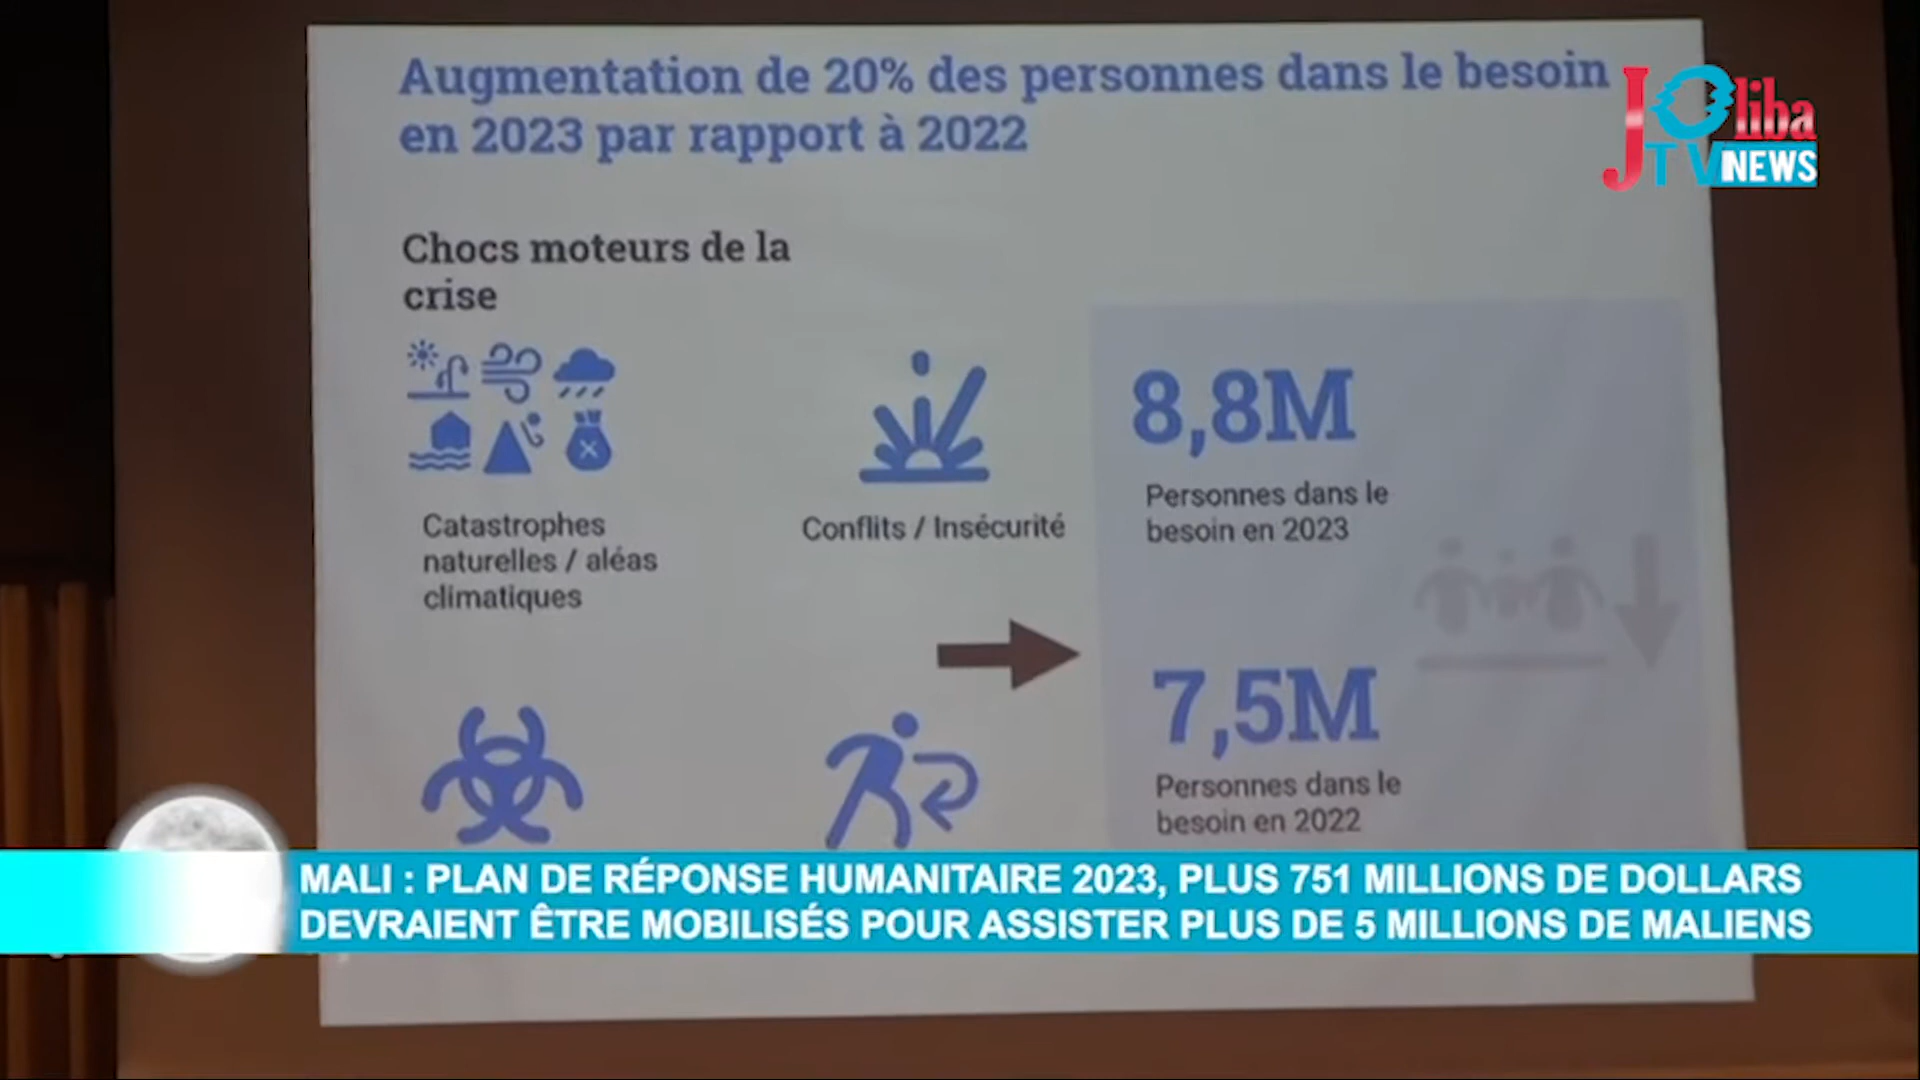 Augmentation de 20% des personnes dans le besoin
en 2023 par rapport à 2022
Joliba
TV NEWS
Chocs moteurs de la
crise
Catastrophes
naturelles / aléas
climatiques
Conflits / Insécurité
8,8M
Personnes dans le
besoin en 2023
7,5M
Personnes dans le
besoin en 2022
MALI : PLAN DE RÉPONSE HUMANITAIRE 2023, PLUS 751 MILLIONS DE DOLLARS
DEVRAIENT ÊTRE MOBILISÉS POUR ASSISTER PLUS DE 5 MILLIONS DE MALIENS